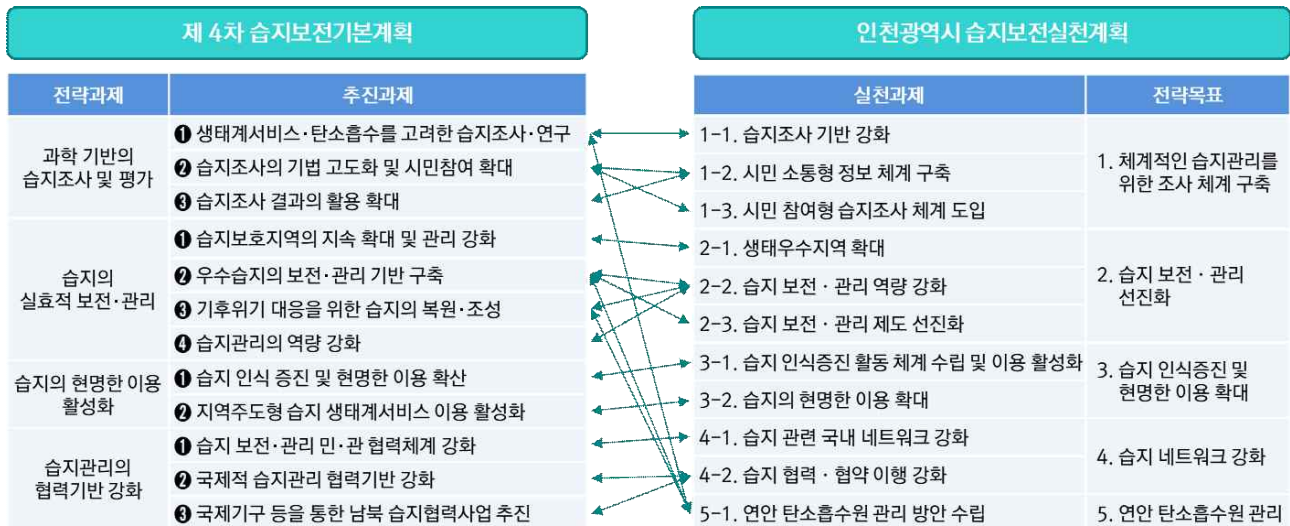 제 4차 습지보전기본계획
전략과제
추진과제
과학 기반의
습지조사 및 평가
❶ 생태계서비스·탄소흡수를 고려한 습지조사·연구
❷ 습지조사의 기법 고도화 및 시민참여 확대
❸ 습지조사 결과의 활용 확대
습지의
실효적 보전·관리
❶ 습지보호지역의 지속 확대 및 관리 강화
❷ 우수습지의 보전·관리 기반 구축
❸ 기후위기 대응을 위한 습지의 복원·조성
❹ 습지관리의 역량 강화
습지의 현명한 이용
활성화
❶ 습지 인식 증진 및 현명한 이용 확산
❷ 지역주도형 습지 생태계서비스 이용 활성화
습지관리의
협력기반 강화
❶ 습지 보전·관리 민·관 협력체계 강화
❷ 국제적 습지관리 협력기반 강화
❸ 국제기구 등을 통한 남북 습지협력사업 추진
인천광역시 습지보전실천계획
실천과제
전략목표
1-1. 습지조사 기반 강화
1-2. 시민 소통형 정보 체계 구축
1-3. 시민 참여형 습지조사 체계 도입
1. 체계적인 습지관리를
위한 조사 체계 구축
2-1. 생태우수지역 확대
2-2. 습지 보전 · 관리 역량 강화
2-3. 습지 보전 · 관리 제도 선진화
2. 습지 보전 · 관리
선진화
3-1. 습지 인식증진 활동 체계 수립 및 이용 활성화
3-2. 습지의 현명한 이용 확대
3. 습지 인식증진 및
현명한 이용 확대
4-1. 습지 관련 국내 네트워크 강화
4-2. 습지 협력 · 협약 이행 강화
4. 습지 네트워크 강화
5-1. 연안 탄소흡수원 관리 방안 수립
5. 연안 탄소흡수원 관리